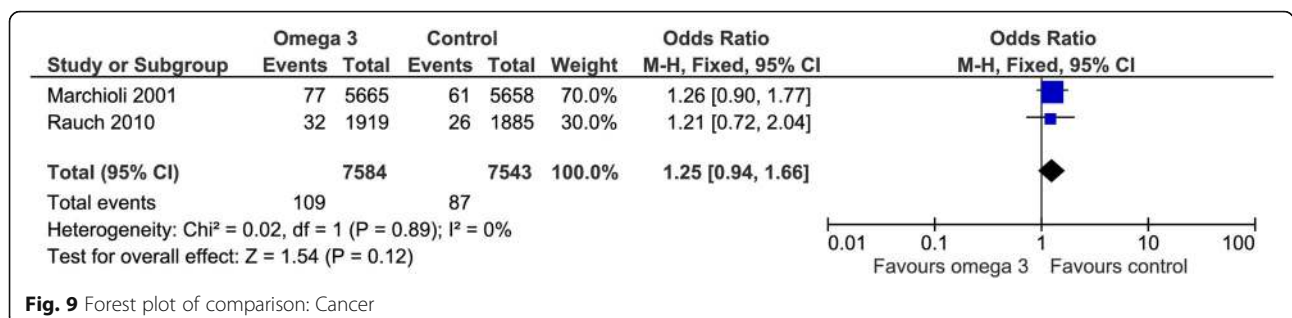 Omega 3 Control Odds Ratio Odds Ratio
Study or Subgroup Events Total Events Total Weight M-H, Fixed, 95% CI M-H, Fixed, 95% CI
Marchioli 2001 77 5665 61 5658 70.0% 1.26 [0.90, 1.77]
Rauch 2010 32 1919 26 1885 30.0% 1.21 [0.72, 2.04]
Total (95% CI) 7584 7543 100.0% 1.25 [0.94, 1.66]
Total events 109 87
Heterogeneity: Chi² = 0.02, df = 1 (P = 0.89); I² = 0%
Test for overall effect: Z = 1.54 (P = 0.12)
0.01 0.1 1 10 100
Favours omega 3 Favours control
Fig. 9 Forest plot of comparison: Cancer